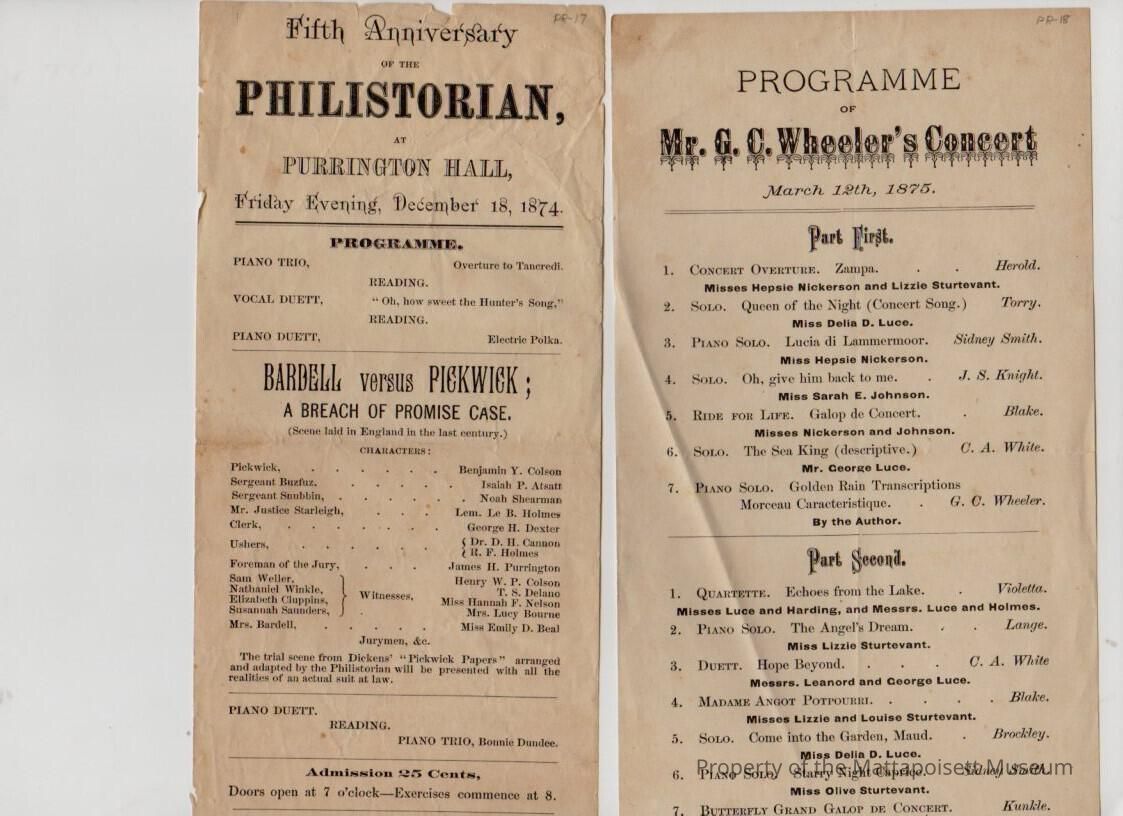 PR-17
Fifth Anniversary
OF THE
PHILISTORIAN,
AT
PURRINGTON HALL,
Friday Evening, December 18, 1874.
PROGRAMME.
PIANO TRIO, Overture to Tancredi.
READING.
VOCAL DUETT, "Oh, how sweet the Hunter's Song,"
READING.
PIANO DUETT, Electric Polka.
BARDELL versus PICKWICK;
A BREACH OF PROMISE CASE.
(Scene laid in England in the last century.)
CHARACTERS:
Pickwick, . . . . . . Benjamin Y. Colson
Sergeant Buzfuz, . . . . . Isaiah P. Atsatt
Sergeant Snubbin, . . . . . . Noah Shearman
Mr. Justice Starleigh, . . . Lem. Le B. Holmes
Clerk, . . . . . . . George H. Dexter
Ushers, . . . . . . { Dr. D. H. Cannon
{ R. F. Holmes
Foreman of the Jury, . . . James H. Purrington
Sam Weller, Henry W. P. Colson
Nathaniel Winkle, } Witnesses, T. S. Delano
Elizabeth Cluppins, Miss Hannah F. Nelson
Susannah Saunders, . Mrs. Lucy Bourne
Mrs. Bardell, . . . . . Miss Emily D. Beal
Jurymen, &c.
The trial scene from Dickens' "Pickwick Papers" arranged
and adapted by the Philistorian will be presented with all the
realities of an actual suit at law.
PIANO DUETT.
READING.
PIANO TRIO, Bonnie Dundee.
Admission 25 Cents,
Doors open at 7 o'clock—Exercises commence at 8.
PR-18
PROGRAMME
OF
Mr. G. C. Wheeler's Concert
March 12th, 1875.
Part First.
1. CONCERT OVERTURE. Zampa. . . Herold.
Misses Hepsie Nickerson and Lizzie Sturtevant.
2. SOLO. Queen of the Night (Concert Song.) Torry.
Miss Delia D. Luce.
3. PIANO SOLO. Lucia di Lammermoor. Sidney Smith.
Miss Hepsie Nickerson.
4. SOLO. Oh, give him back to me. . J. S. Knight.
Miss Sarah E. Johnson.
5. RIDE FOR LIFE. Galop de Concert. . Blake.
Misses Nickerson and Johnson.
6. SOLO. The Sea King (descriptive.) C. A. White.
Mr. George Luce.
7. PIANO SOLO. Golden Rain Transcriptions
Morceau Caracteristique. . G. C. Wheeler.
By the Author.
Part Second.
1. QUARTETTE. Echoes from the Lake. . Violetta.
Misses Luce and Harding, and Messrs. Luce and Holmes.
2. PIANO SOLO. The Angel's Dream. . . Lange.
Miss Lizzie Sturtevant.
3. DUETT. Hope Beyond. . . . C. A. White
Messrs. Leanord and George Luce.
4. MADAME ANGOT POTPOURRI. . . . . Blake.
Misses Lizzie and Louise Sturtevant.
5. SOLO. Come into the Garden, Maud. . Brockley.
Miss Delia D. Luce.
6. PIANO SOLO. Starry Night Caprice. Sidney Smith.
Property of the Mattapoisett Museum
Miss Olive Sturtevant.
7. BUTTERFLY GRAND GALOP DE CONCERT. Kunkle.